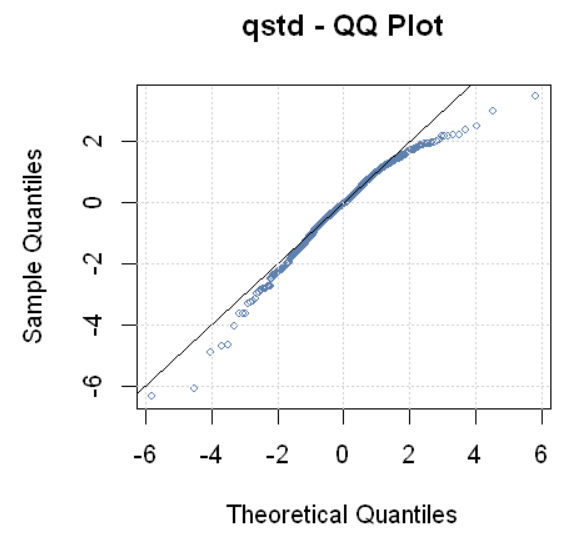 qstd - QQ Plot
Sample Quantiles
2
0
-2
-4
-6
-6 -4 -2 0 2 4 6
Theoretical Quantiles